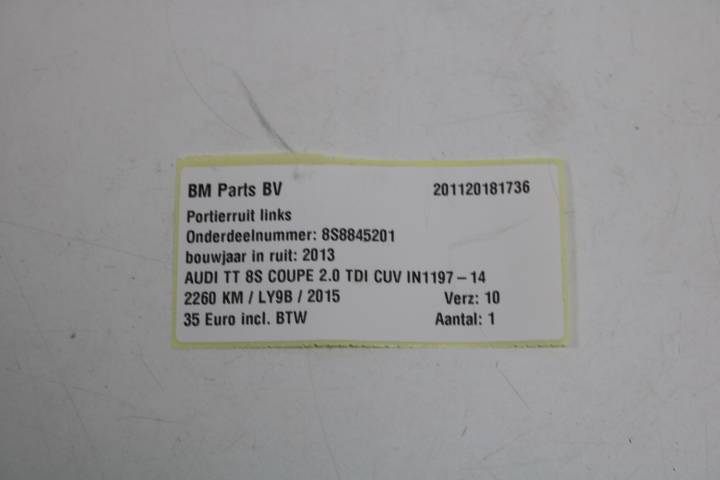 BM Parts BV 201120181736
Portierruit links
Onderdeelnummer: 8S8845201
bouwjaar in ruit: 2013
AUDI TT 8S COUPE 2.0 TDI CUV IN1197 – 14
2260 KM / LY9B / 2015 Verz: 10
35 Euro incl. BTW Aantal: 1